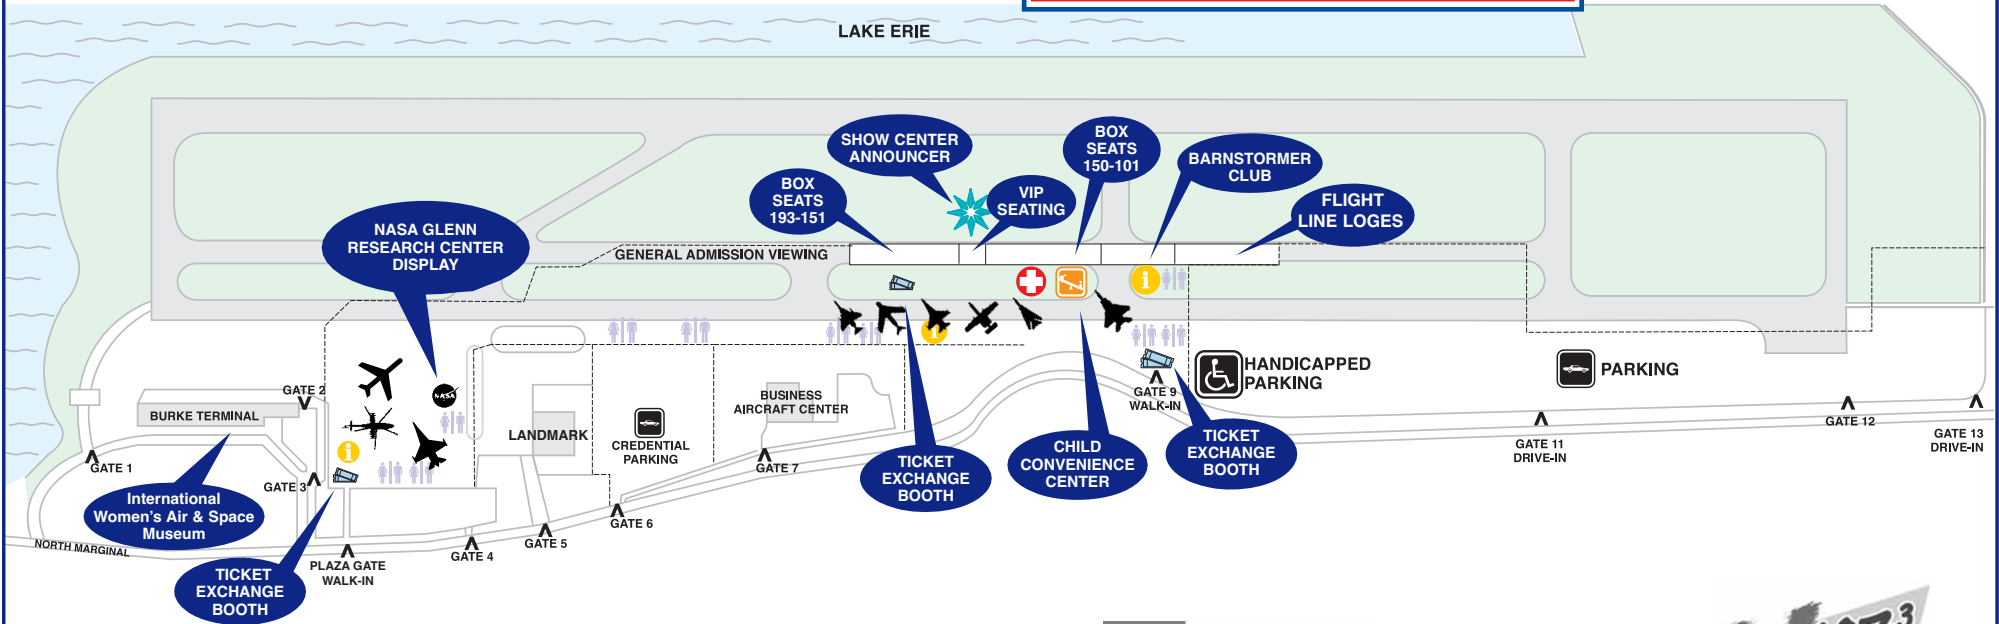 LAKE ERIE
SHOW CENTER
ANNOUNCER
BOX
SEATS
150-101
BARNSTORMER
CLUB
BOX
SEATS
193-151
VIP
SEATING
FLIGHT
LINE LOGES
NASA GLENN
RESEARCH CENTER
DISPLAY
GENERAL ADMISSION VIEWING
i
i
HANDICAPPED
PARKING
PARKING
GATE 2
NASA
BURKE TERMINAL
BUSINESS
AIRCRAFT CENTER
GATE 9
WALK-IN
GATE 12
LANDMARK
CREDENTIAL
PARKING
GATE 11
DRIVE-IN
GATE 13
DRIVE-IN
i
GATE 1
GATE 3
GATE 7
TICKET
EXCHANGE
BOOTH
CHILD
CONVENIENCE
CENTER
TICKET
EXCHANGE
BOOTH
International
Women's Air & Space
Museum
GATE 6
NORTH MARGINAL
GATE 5
GATE 4
PLAZA GATE
WALK-IN
TICKET
EXCHANGE
BOOTH